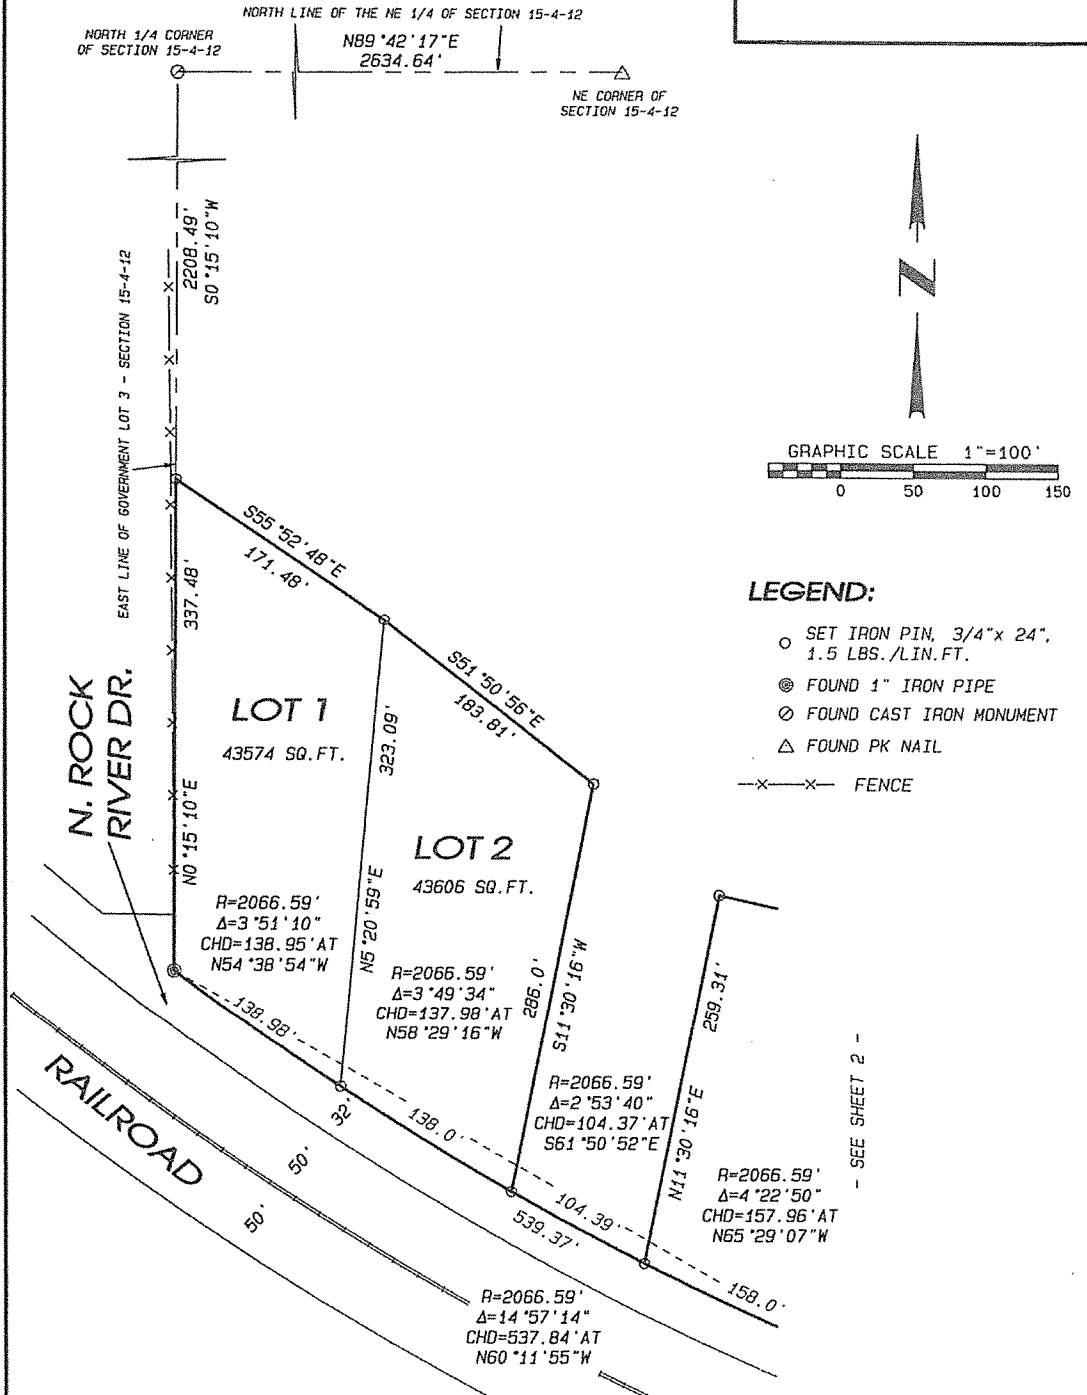 NORTH LINE OF THE NE 1/4 OF SECTION 15-4-12
NORTH 1/4 CORNER
OF SECTION 15-4-12
N89°42'17"E
2634.64'
NE CORNER OF
SECTION 15-4-12
2208.49'
S0°15'10"W
EAST LINE OF GOVERNMENT LOT 3 - SECTION 15-4-12
N
GRAPHIC SCALE 1"=100'
0 50 100 150
S55°52'48"E
171.48'
337.48'
LEGEND:
SET IRON PIN, 3/4"x 24",
1.5 LBS./LIN.FT.
FOUND 1" IRON PIPE
FOUND CAST IRON MONUMENT
FOUND PK NAIL
FENCE
S51°50'56"E
183.81'
N. ROCK
RIVER DR.
LOT 1
43574 SQ.FT.
323.09'
N0°15'10"E
LOT 2
43606 SQ.FT.
N5°20'59"E
R=2066.59'
Δ=3°51'10"
CHD=138.95'AT
N54°38'54"W
R=2066.59'
Δ=3°49'34"
CHD=137.98'AT
N58°29'16"W
286.0'
S11°30'16"W
259.31'
N11°30'16"E
- SEE SHEET 2 -
138.98'
R=2066.59'
Δ=2°53'40"
CHD=104.37'AT
S61°50'52"E
RAILROAD
32'
138.0'
50'
50'
104.39'
539.37'
R=2066.59'
Δ=4°22'50"
CHD=157.96'AT
N65°29'07"W
158.0'
R=2066.59'
Δ=14°57'14"
CHD=537.84'AT
N60°11'55"W